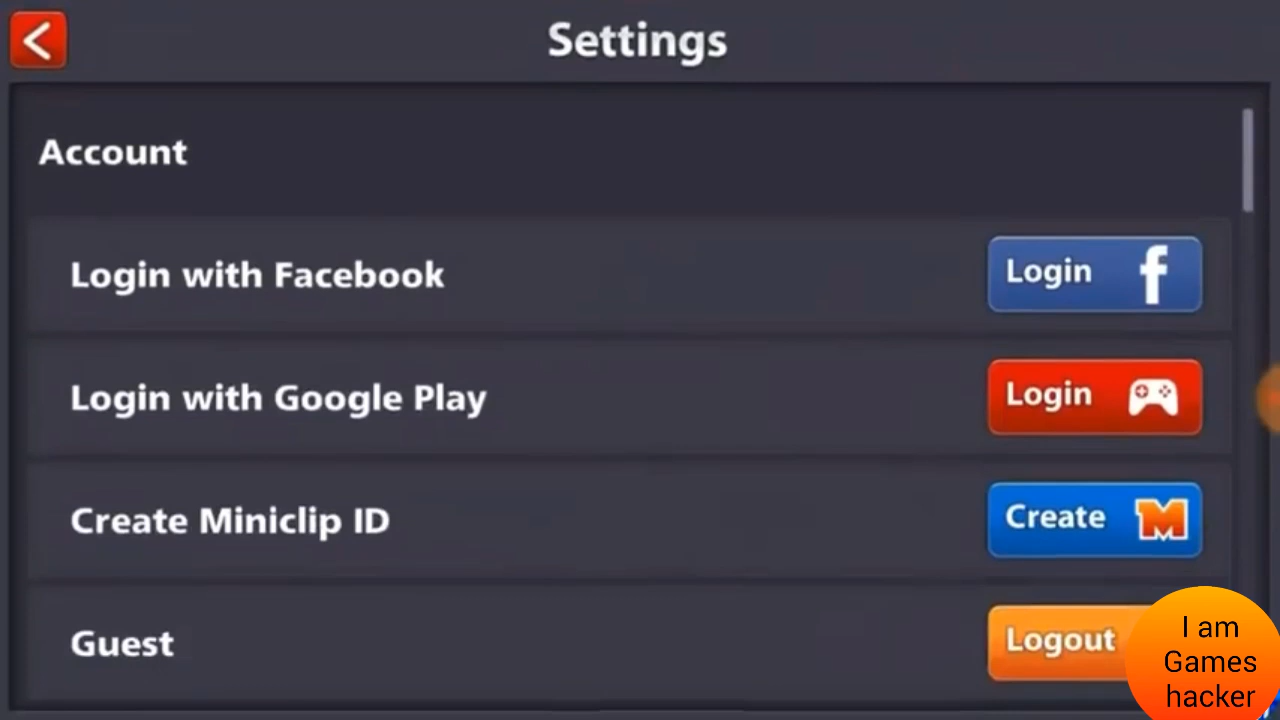 Settings
Account
Login with Facebook
Login
Login with Google Play
Login
Create Miniclip ID
Create
Guest
Logout
I am
Games
hacker